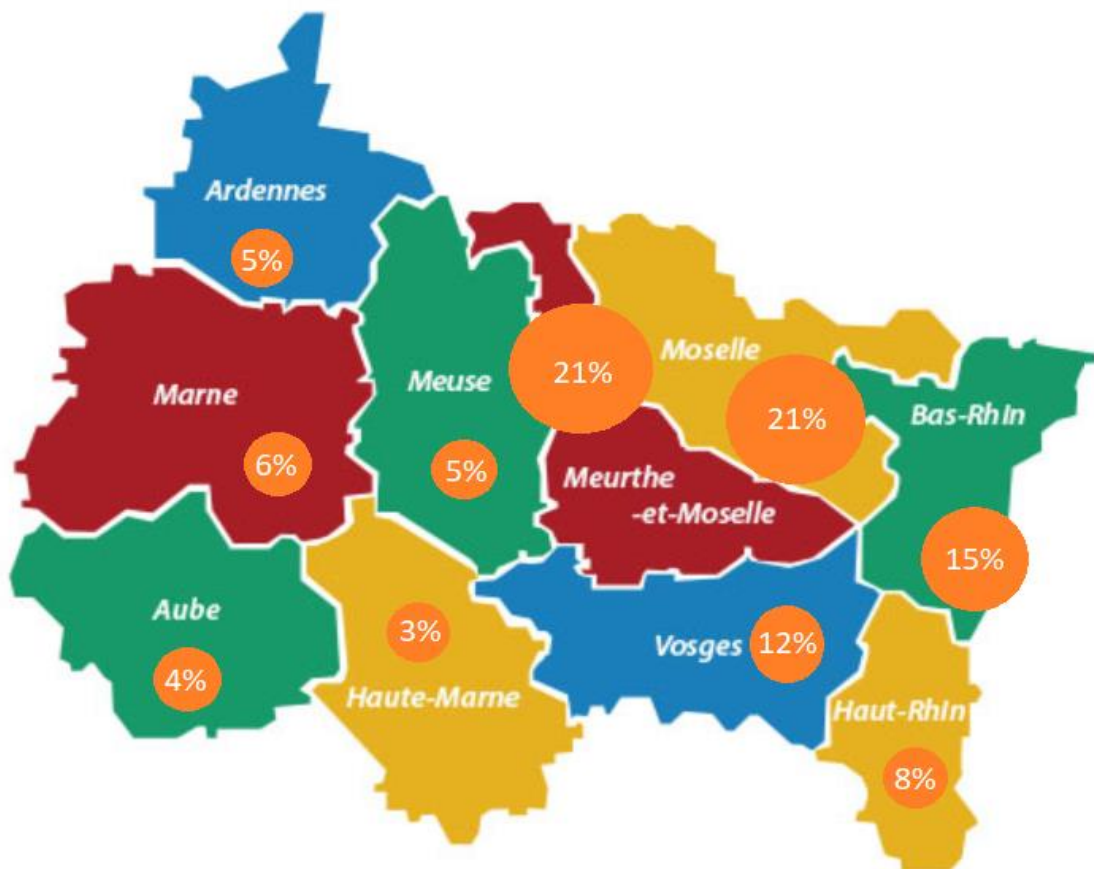 Ardennes
5%
21%
Moselle
Meuse
Marne
21%
Bas-Rhin
6%
5%
Meurthe
-et-Moselle
15%
Aube
3%
Vosges
12%
4%
Haute-Marne
Haut-Rhin
8%